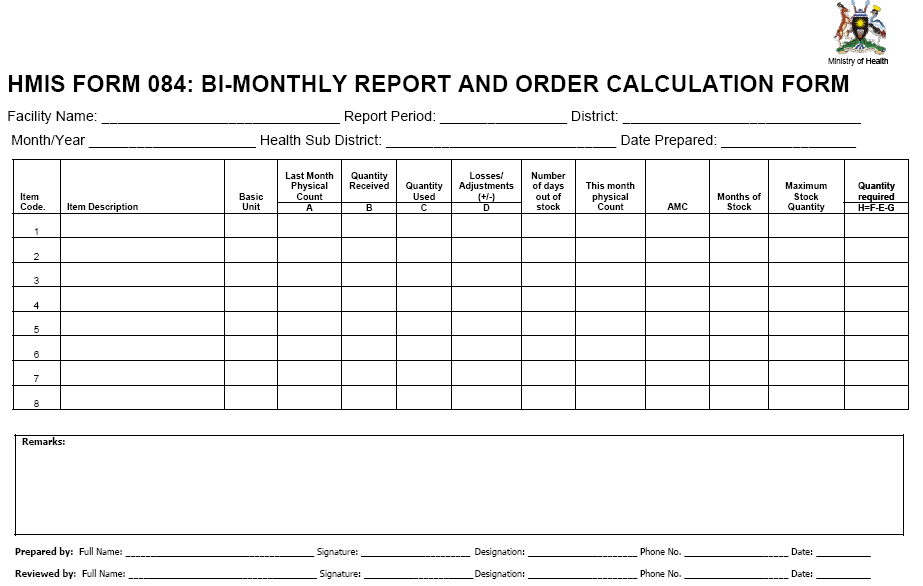 Ministry of Health
HMIS FORM 084: BI-MONTHLY REPORT AND ORDER CALCULATION FORM
Facility Name: ______________________________ Report Period: ________________ District: ______________________________
Month/Year _____________________ Health Sub District: _____________________________ Date Prepared: _________________
Item Code. Item Description Basic Unit Last Month Physical Count A Quantity Received B Quantity Used C Losses/ Adjustments (+/-) D Number of days out of stock This month physical Count AMC Months of Stock Maximum Stock Quantity Quantity required H=F-E-G
1
2
3
4
5
6
7
8
Remarks:
Prepared by: Full Name: ____________________ Signature: ____________________ Designation: ____________________ Phone No. ____________________ Date: __________
Reviewed by: Full Name: ____________________ Signature: ____________________ Designation: ____________________ Phone No. ____________________ Date: __________